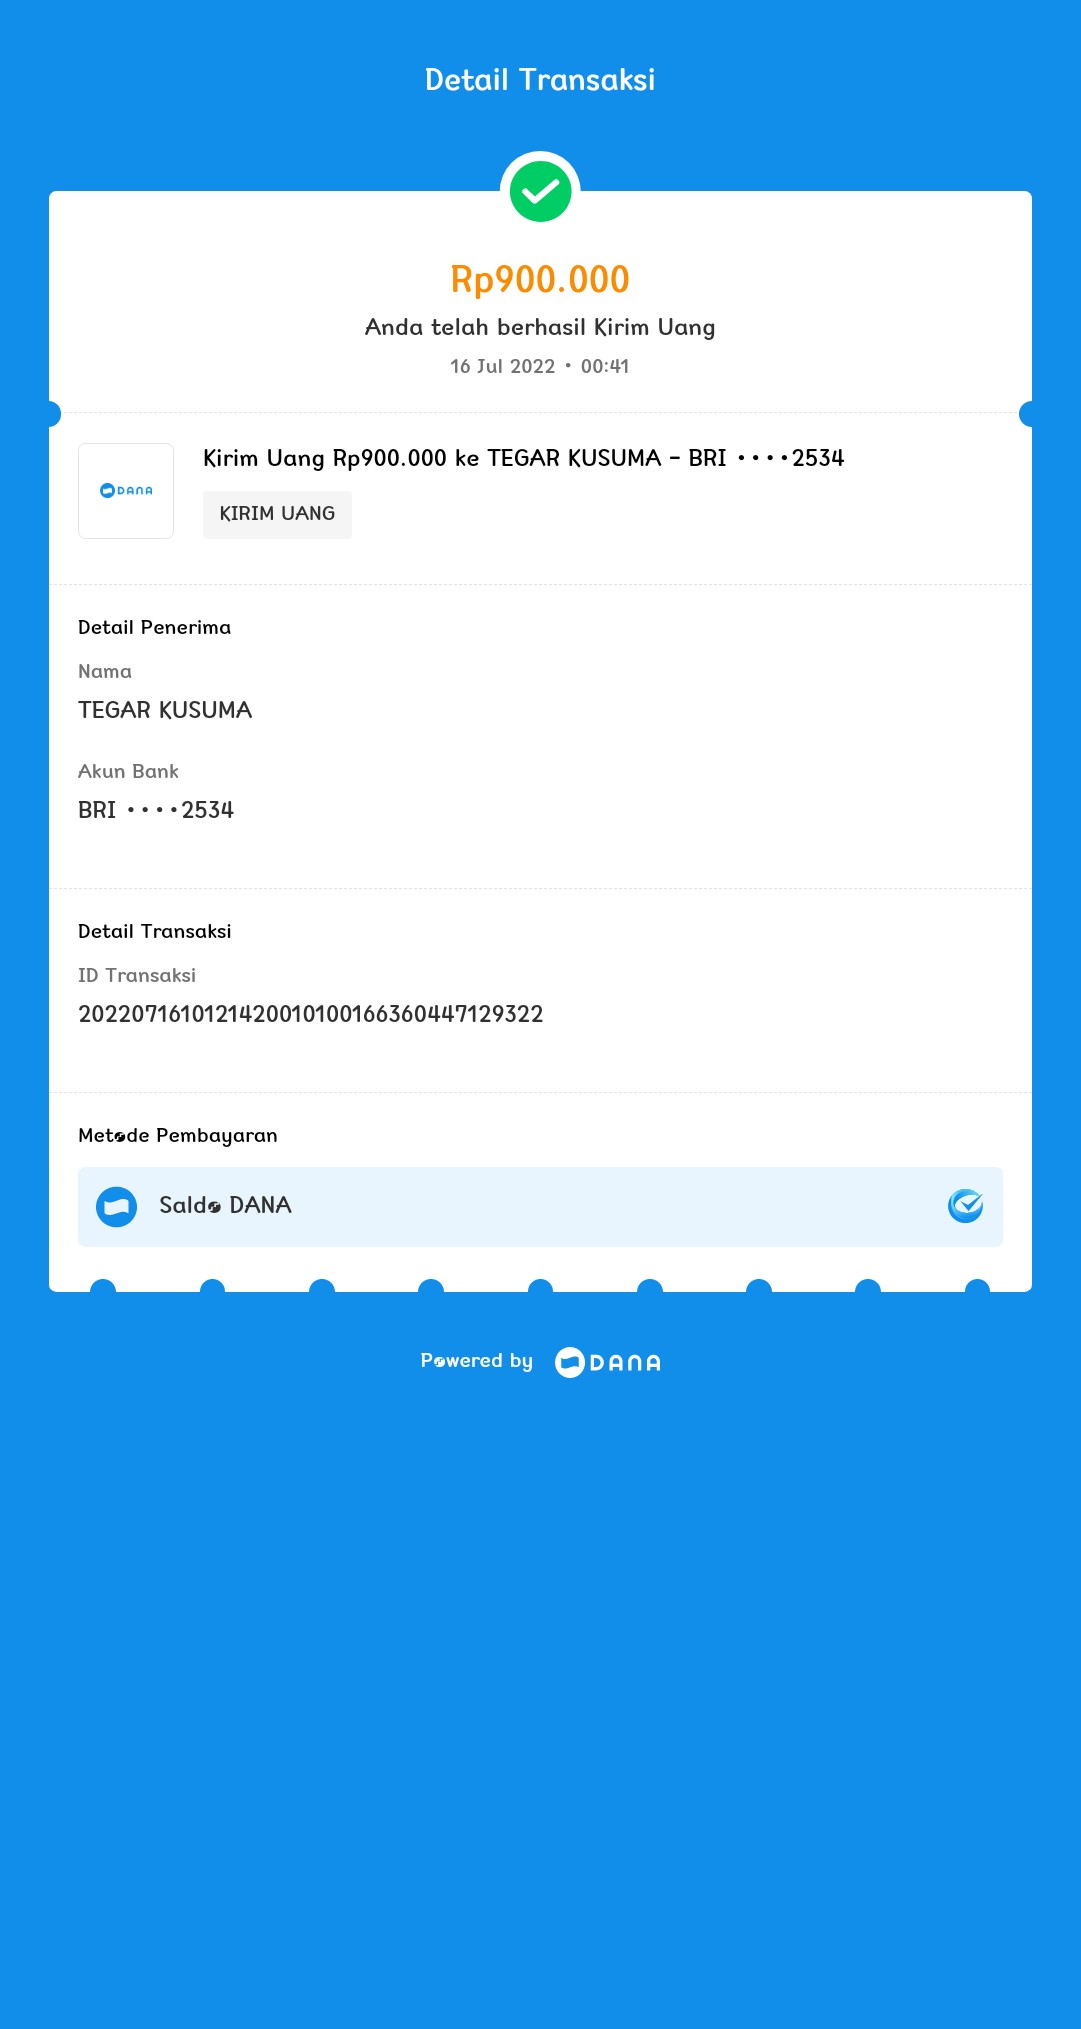 Detail Transaksi
Rp900.000
Anda telah berhasil Kirim Uang
16 Jul 2022 • 00:41
DANA
Kirim Uang Rp900.000 ke TEGAR KUSUMA - BRI ••••2534
KIRIM UANG
Detail Penerima
Nama
TEGAR KUSUMA
Akun Bank
BRI ••••2534
Detail Transaksi
ID Transaksi
2022071610121420010100166360447129322
Metode Pembayaran
Saldo DANA
Powered by DANA